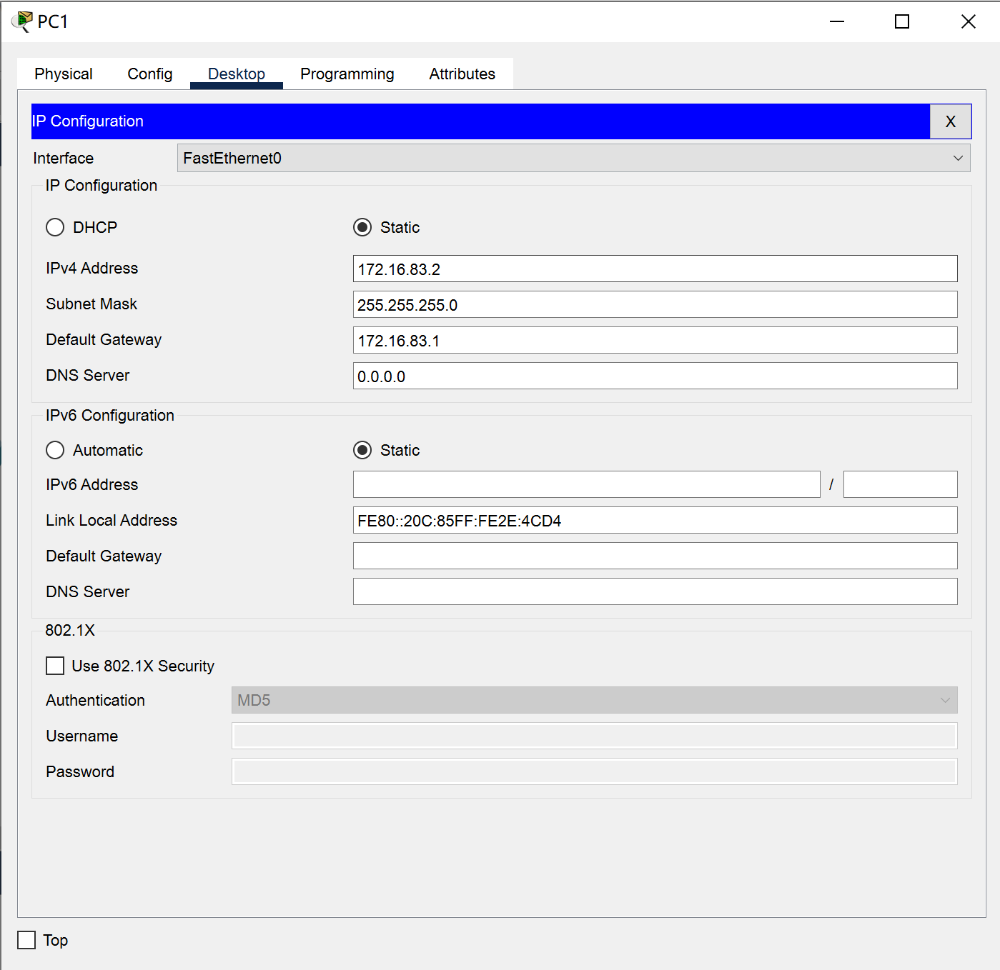 PC1
Physical Config Desktop Programming Attributes
IP Configuration X
Interface FastEthernet0
IP Configuration
DHCP Static
IPv4 Address 172.16.83.2
Subnet Mask 255.255.255.0
Default Gateway 172.16.83.1
DNS Server 0.0.0.0
IPv6 Configuration
Automatic Static
IPv6 Address /
Link Local Address FE80::20C:85FF:FE2E:4CD4
Default Gateway
DNS Server
802.1X
Use 802.1X Security
Authentication MD5
Username
Password
Top